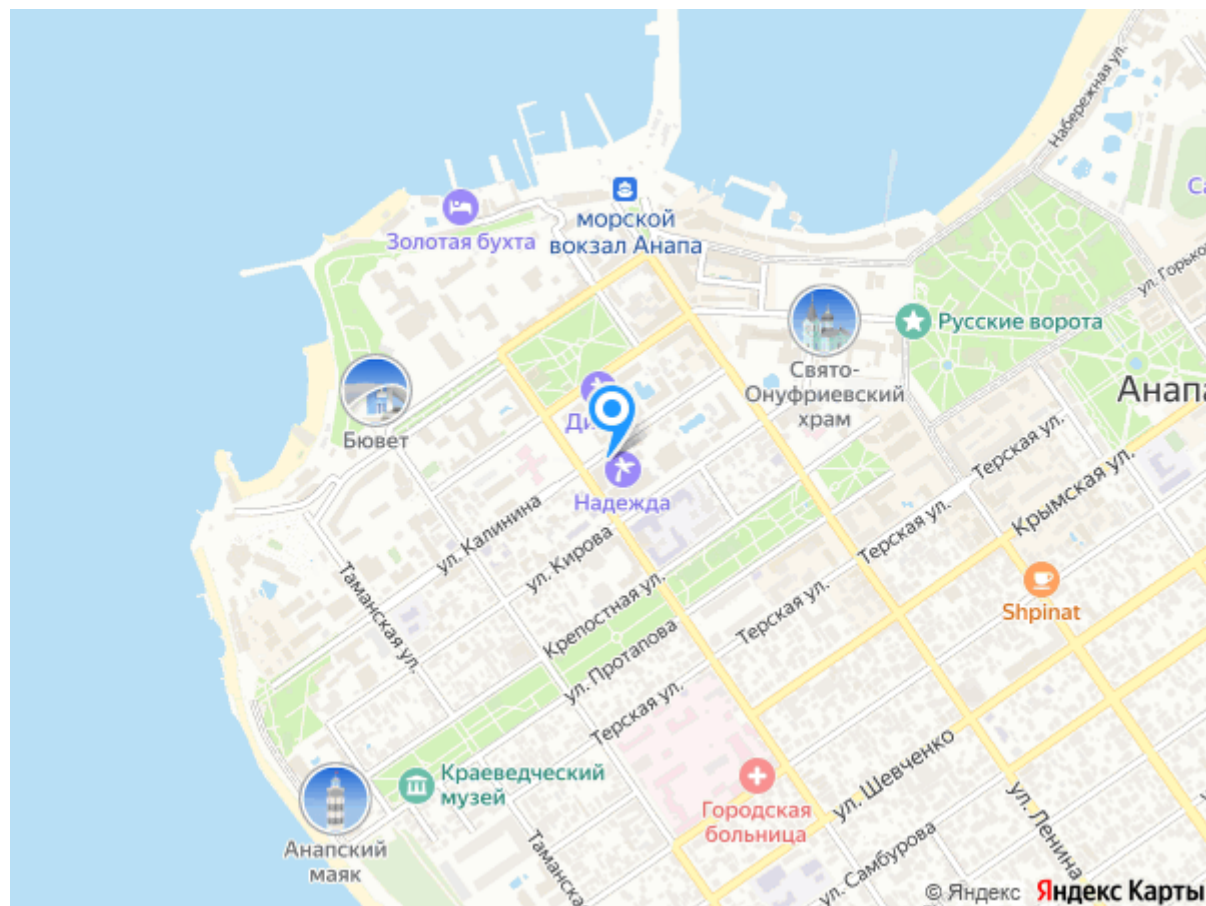 Набережная ул.
морской
вокзал Анапа
Золотая бухта
ул. Горько
Русские ворота
Свято-
Онуфриевский
храм
Анапа
Бювет
Ди
Надежда
Терская ул.
Крымская ул.
ул. Калинина
ул. Кирова
Терская ул.
Таманская ул.
Крепостная ул.
Терская ул.
Shpinat
ул. Протапова
Терская ул.
Краеведческий
музей
Городская
больница
ул. Шевченко
ул. Ленина
Анапский
маяк
Таманска
ул. Самбурова
© Яндекс Яндекс Карты